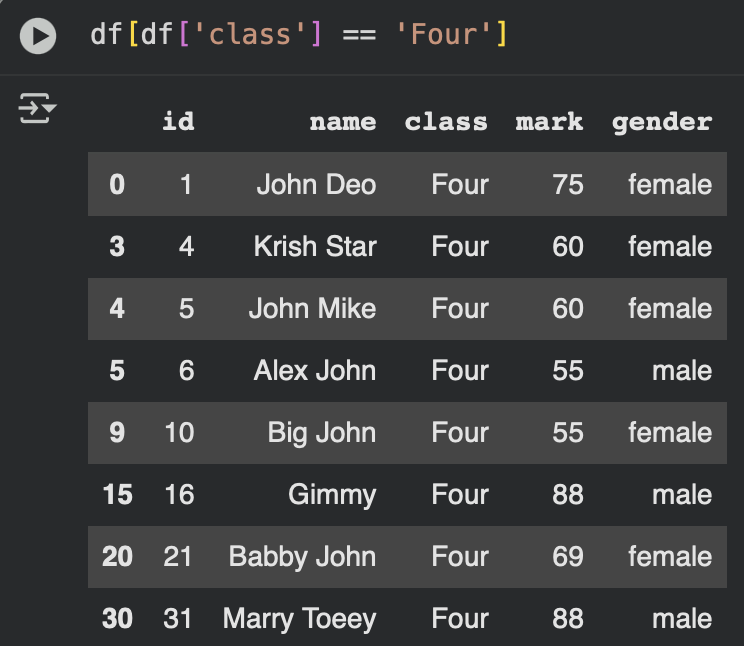 df[df['class'] == 'Four']
id name class mark gender
0 1 John Deo Four 75 female
3 4 Krish Star Four 60 female
4 5 John Mike Four 60 female
5 6 Alex John Four 55 male
9 10 Big John Four 55 female
15 16 Gimmy Four 88 male
20 21 Babby John Four 69 female
30 31 Marry Toeey Four 88 male